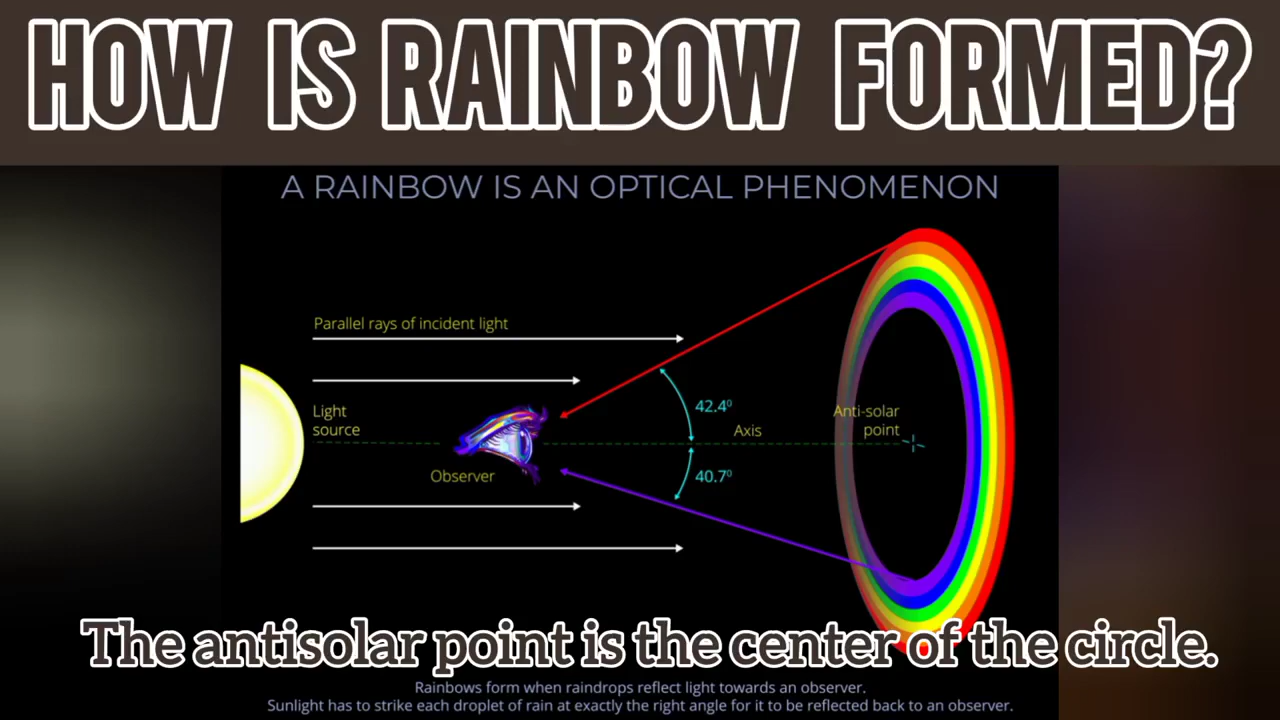 HOW IS RAINBOW FORMED?
A RAINBOW IS AN OPTICAL PHENOMENON
Parallel rays of incident light
Light
source
Observer
42.4⁰
Axis
40.7⁰
Anti-solar
point
The antisolar point is the center of the circle.
Rainbows form when raindrops reflect light towards an observer.
Sunlight has to strike each droplet of rain at exactly the right angle for it to be reflected back to an observer.